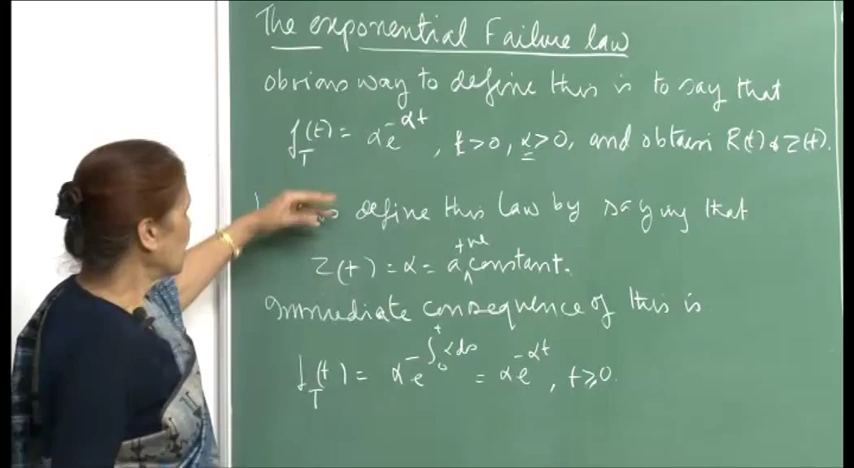 The exponential Failure law
obvious way to define this is to say that
f_T(t) = αe^{-αt}, t>0, α>0, and obtain R(t) & Z(t).
define this law by saying that
Z(t) = α = a +ve constant.
Immediate consequence of this is
f_T(t) = αe^{-∫_0^t α ds} = αe^{-αt}, t≥0.